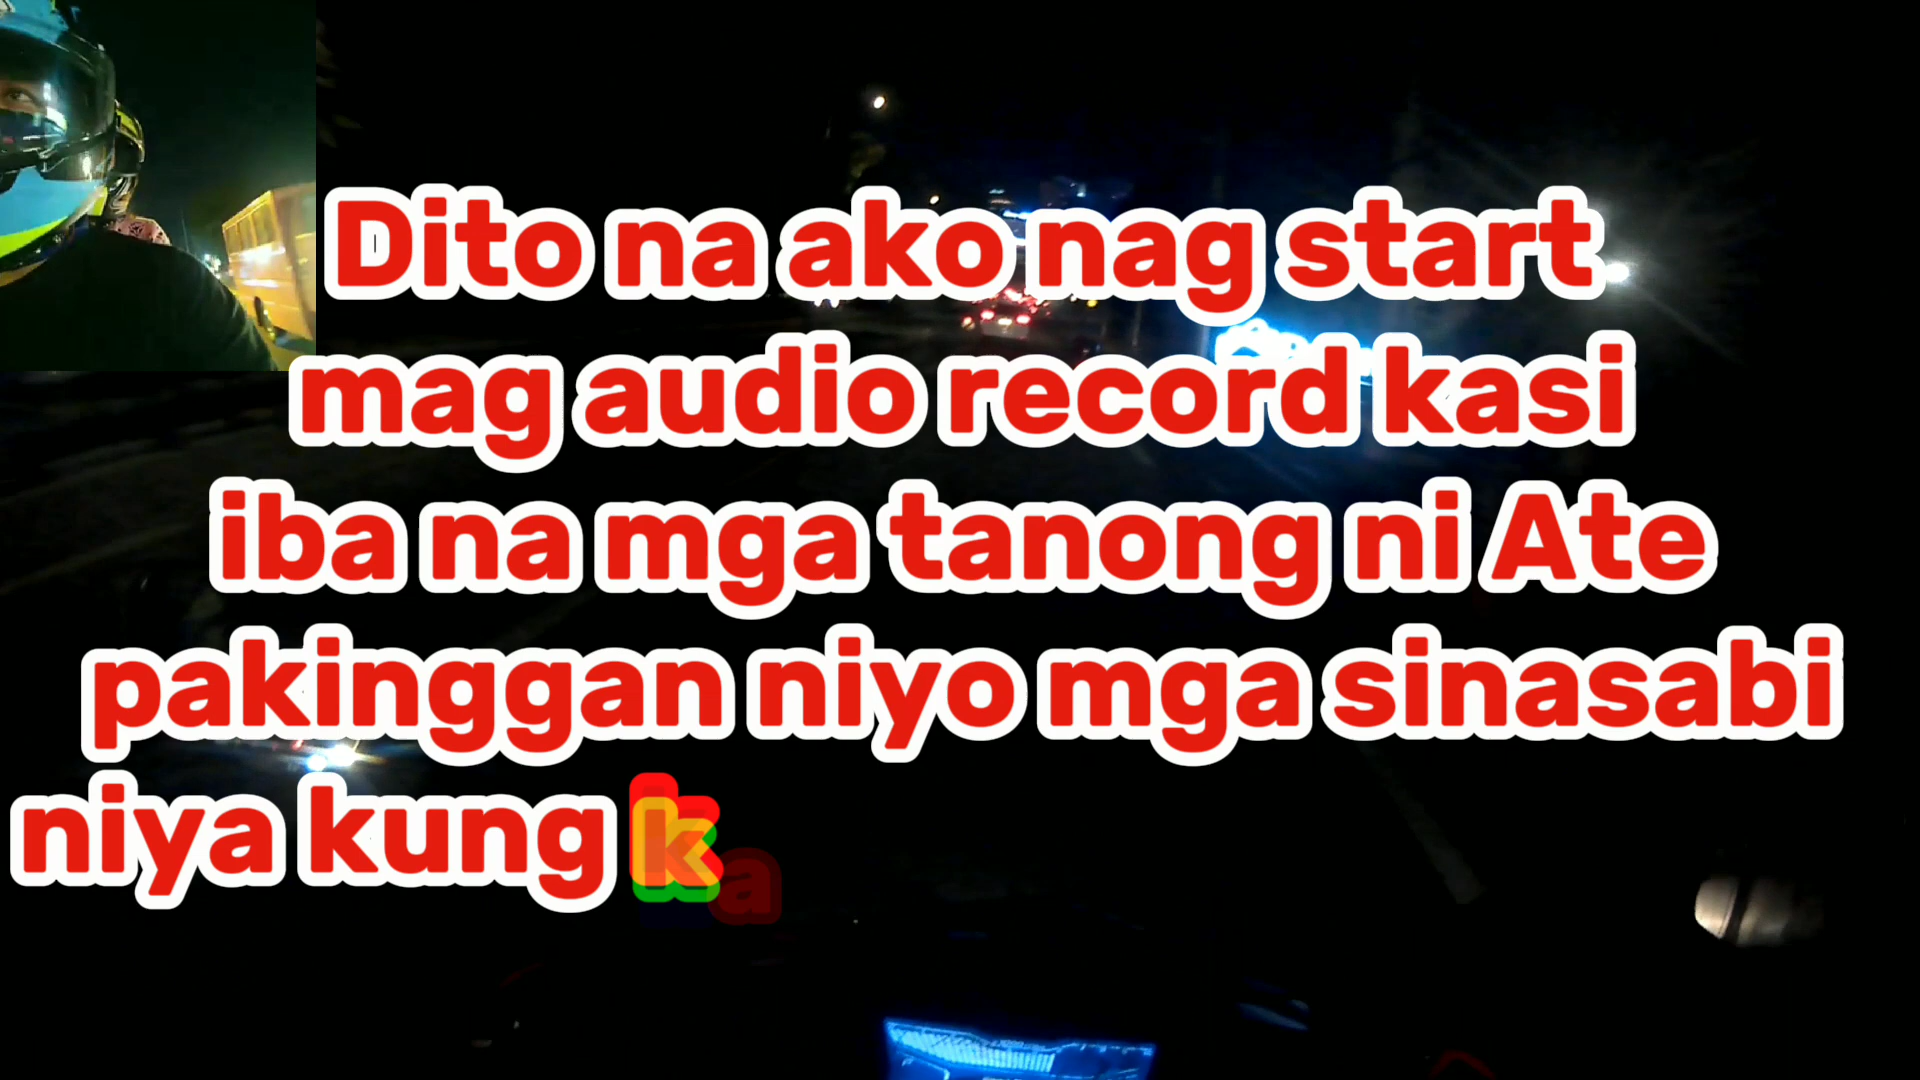 Dito na ako nag start
mag audio record kasi
iba na mga tanong ni Ate
pakinggan niyo mga sinasabi
niya kung ka